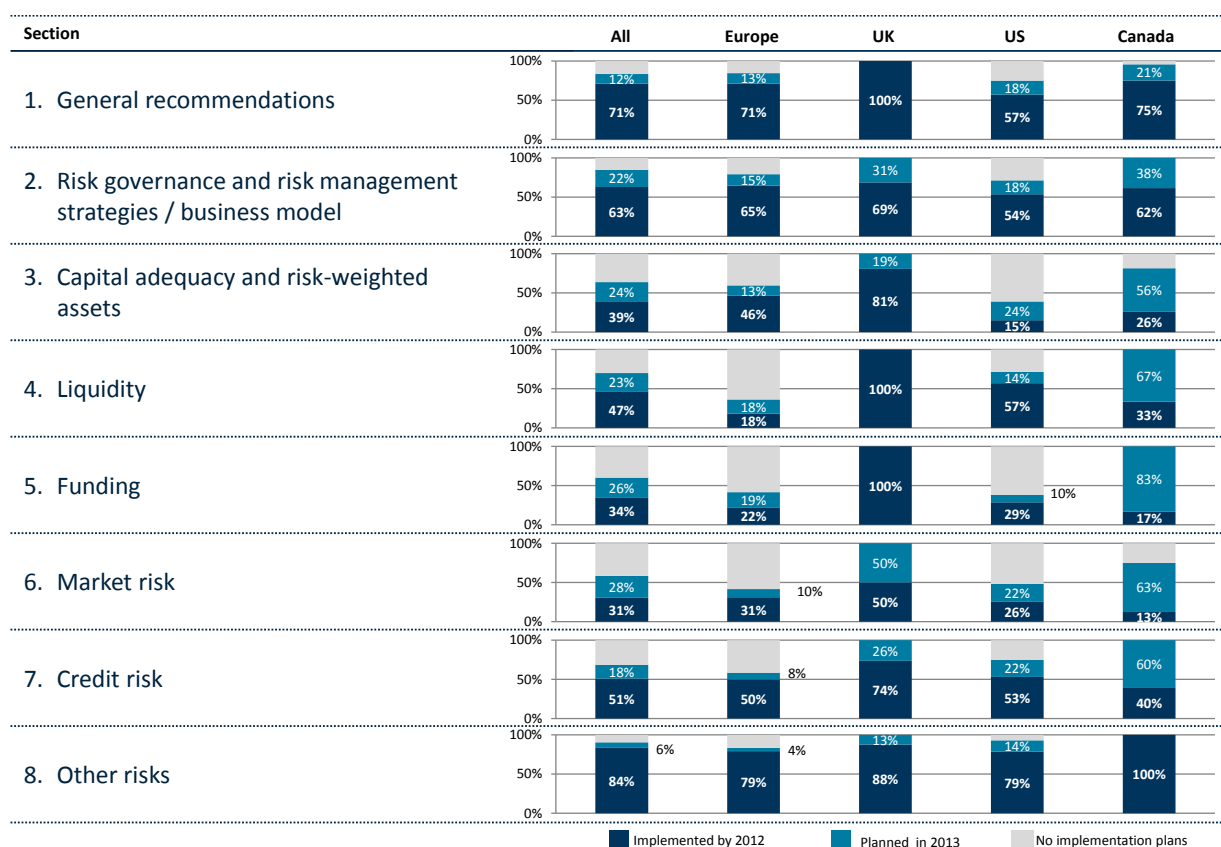 Section All Europe UK US Canada
100%
12% 13% 21%
1. General recommendations 50% 100% 18%
71% 71% 57% 75%
0%
100%
2. Risk governance and risk management 22% 15% 31% 18% 38%
strategies / business model 50%
63% 65% 69% 54% 62%
0%
100%
3. Capital adequacy and risk-weighted 19%
assets 50% 24% 13% 81% 24% 56%
39% 46% 15% 26%
0%
100%
4. Liquidity 23% 14% 67%
50% 18% 100%
47% 18% 57% 33%
0%
100%
5. Funding 26% 19% 100% 10% 83%
50%
34% 22% 29% 17%
0%
100%
6. Market risk 28% 10% 50% 22% 63%
50%
31% 31% 50% 26% 13%
0%
100%
7. Credit risk 18% 8% 26% 22% 60%
50%
51% 50% 74% 53% 40%
0%
100%
6% 4% 13% 14%
8. Other risks 50% 100%
84% 79% 88% 79%
0%
Implemented by 2012 Planned in 2013 No implementation plans